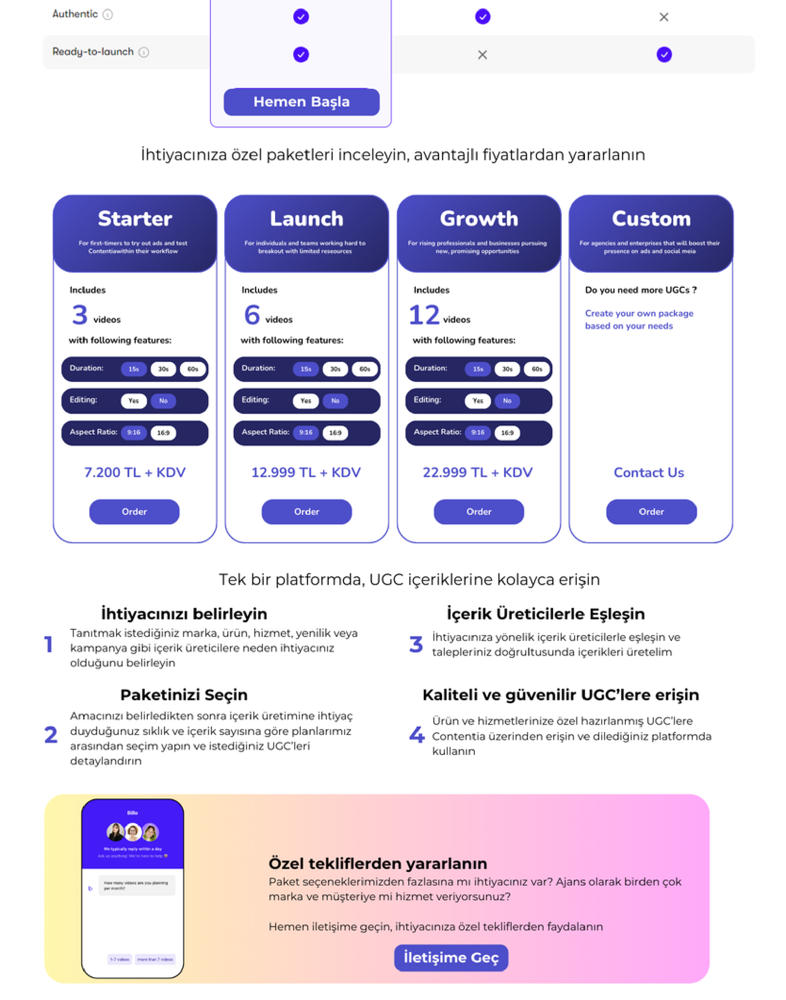 Authentic
Ready-to-launch
Hemen Başla
İhtiyacınıza özel paketleri inceleyin, avantajlı fiyatlardan yararlanın
Starter
For first-timers to try out ads and test
Contentiawithin their workflow
Includes
3 videos
with following features:
Duration: 15s 30s 60s
Editing: Yes No
Aspect Ratio: 9:16 16:9
7.200 TL + KDV
Order
Launch
For individuals and teams working hard to
breakout with limited reseources
Includes
6 videos
with following features:
Duration: 15s 30s 60s
Editing: Yes No
Aspect Ratio: 9:16 16:9
12.999 TL + KDV
Order
Growth
For rising professionals and businesses pursuing
new, promising opportunities
Includes
12 videos
with following features:
Duration: 15s 30s 60s
Editing: Yes No
Aspect Ratio: 9:16 16:9
22.999 TL + KDV
Order
Custom
For agencies and enterprises that will boost their
presence on ads and social meia
Do you need more UGCs ?
Create your own package
based on your needs
Contact Us
Order
Tek bir platformda, UGC içeriklerine kolayca erişin
İhtiyacınızı belirleyin
1
Tanıtmak istediğiniz marka, ürün, hizmet, yenilik veya
kampanya gibi içerik üreticilere neden ihtiyacınız
olduğunu belirleyin
Paketinizi Seçin
2
Amacınızı belirledikten sonra içerik üretimine ihtiyaç
duyduğunuz sıklık ve içerik sayısına göre planlarımız
arasından seçim yapın ve istediğiniz UGC'leri
detaylandırın
İçerik Üreticilerle Eşleşin
3
İhtiyacınıza yönelik içerik üreticilerle eşleşin ve
talepleriniz doğrultusunda içerikleri üretelim
Kaliteli ve güvenilir UGC'lere erişin
4
Ürün ve hizmetlerinize özel hazırlanmış UGC'lere
Contentia üzerinden erişin ve dilediğiniz platformda
kullanın
Billo
We typically reply within a day
Ask us anything! We're here to help
How many videos are you planning
per month?
1-7 videos more than 7 videos
Özel tekliflerden yararlanın
Paket seçeneklerimizden fazlasına mı ihtiyacınız var? Ajans olarak birden çok
marka ve müşteriye mi hizmet veriyorsunuz?
Hemen iletişime geçin, ihtiyacınıza özel tekliflerden faydalanın
İletişime Geç